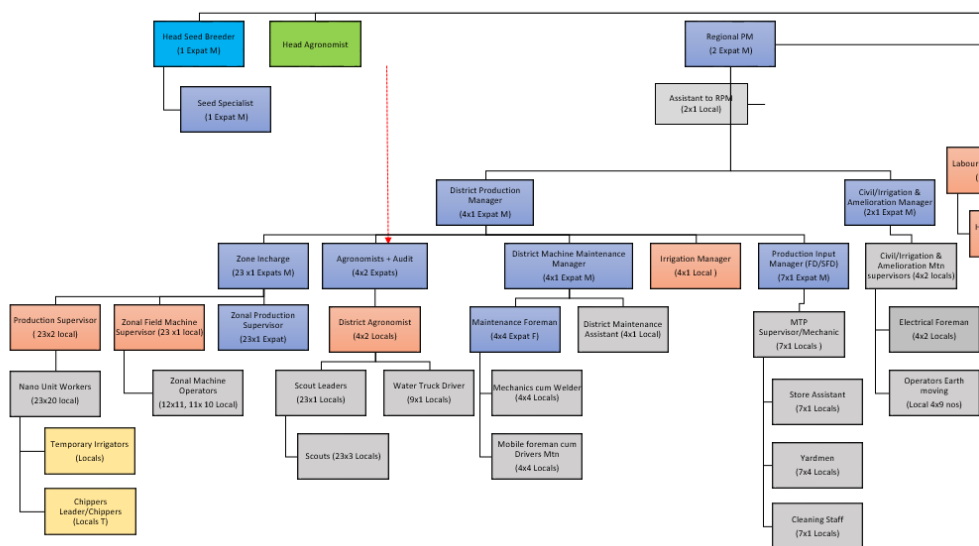 Head Seed Breeder
(1 Expat M)
Head Agronomist
Regional PM
(2 Expat M)
Seed Specialist
(1 Expat M)
Assistant to RPM
(2x1 Local)
Labour
(
H
District Production
Manager
(4x1 Expat M)
Civil/Irrigation &
Amelioration Manager
(2x1 Expat M)
Zone Incharge
(23 x1 Expats M)
Agronomists + Audit
(4x2 Expats)
District Machine Maintenance
Manager
(4x1 Expat M)
Irrigation Manager
(4x1 Local )
Production Input
Manager (FD/SFD)
(7x1 Expat M)
Civil/Irrigation
& Amelioration Mtn
supervisors (4x2 locals)
Production Supervisor
( 23x2 local)
Zonal Field Machine
Supervisor (23 x1 local)
Zonal Production
Supervisor
(23x1 Expat)
District Agronomist
(4x2 Locals)
Maintenance Foreman
(4x4 Expat F)
District Maintenance
Assistant (4x1 Local)
MTP
Supervisor/Mechanic
(7x1 Locals )
Electrical Foreman
(4x2 Locals)
Nano Unit Workers
(23x20 local)
Zonal Machine
Operators
(12x11, 11x 10 Local)
Scout Leaders
(23x1 Locals)
Water Truck Driver
(9x1 Locals)
Mechanics cum Welder
(4x4 Locals)
Store Assistant
(7x1 Locals)
Operators Earth
moving
(Local 4x9 nos)
Temporary Irrigators
(Locals)
Scouts (23x3 Locals)
Mobile foreman cum
Drivers Mtn
(4x4 Locals)
Yardmen
(7x4 Locals)
Chippers
Leader/Chippers
(Locals T)
Cleaning Staff
(7x1 Locals)